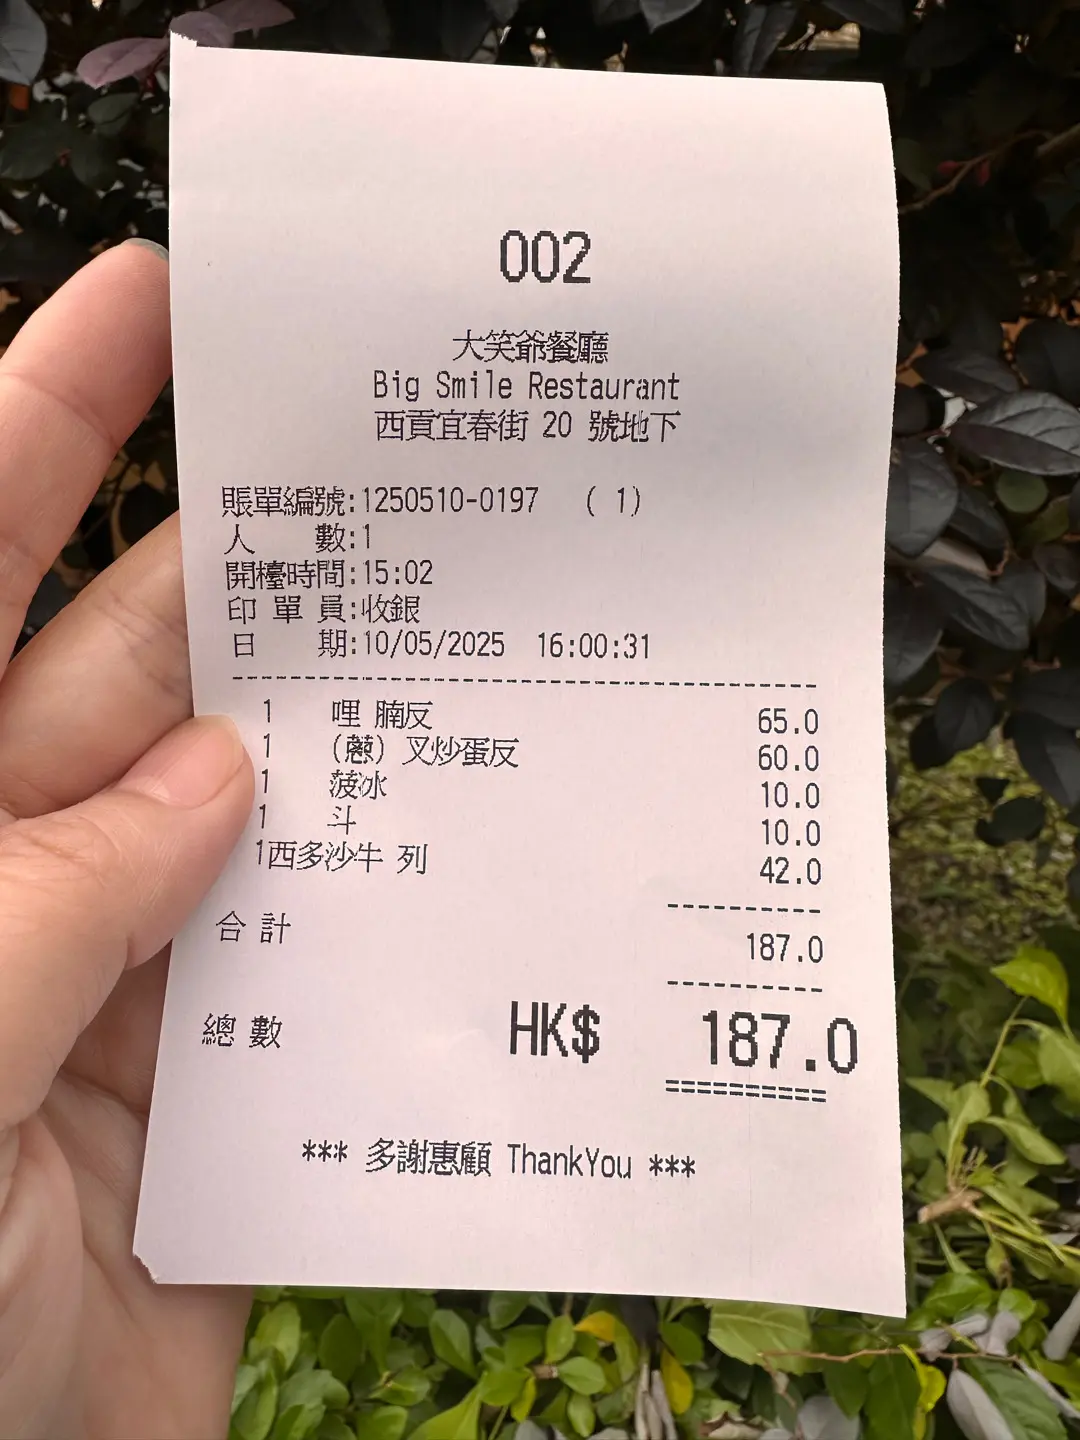 002
大笑爺餐廳
Big Smile Restaurant
西貢宜春街 20 號地下
賬單編號:1250510-0197 ( 1)
人 數:1
開檯時間:15:02
印 單 員:收銀
日 期:10/05/2025 16:00:31
1 哩 腩反 65.0
1 (蔥) 叉炒蛋反 60.0
1 菠冰 10.0
1 斗 10.0
1西多沙牛 列 42.0
合 計 187.0
總 數 HK$ 187.0
*** 多謝惠顧 ThankYou ***